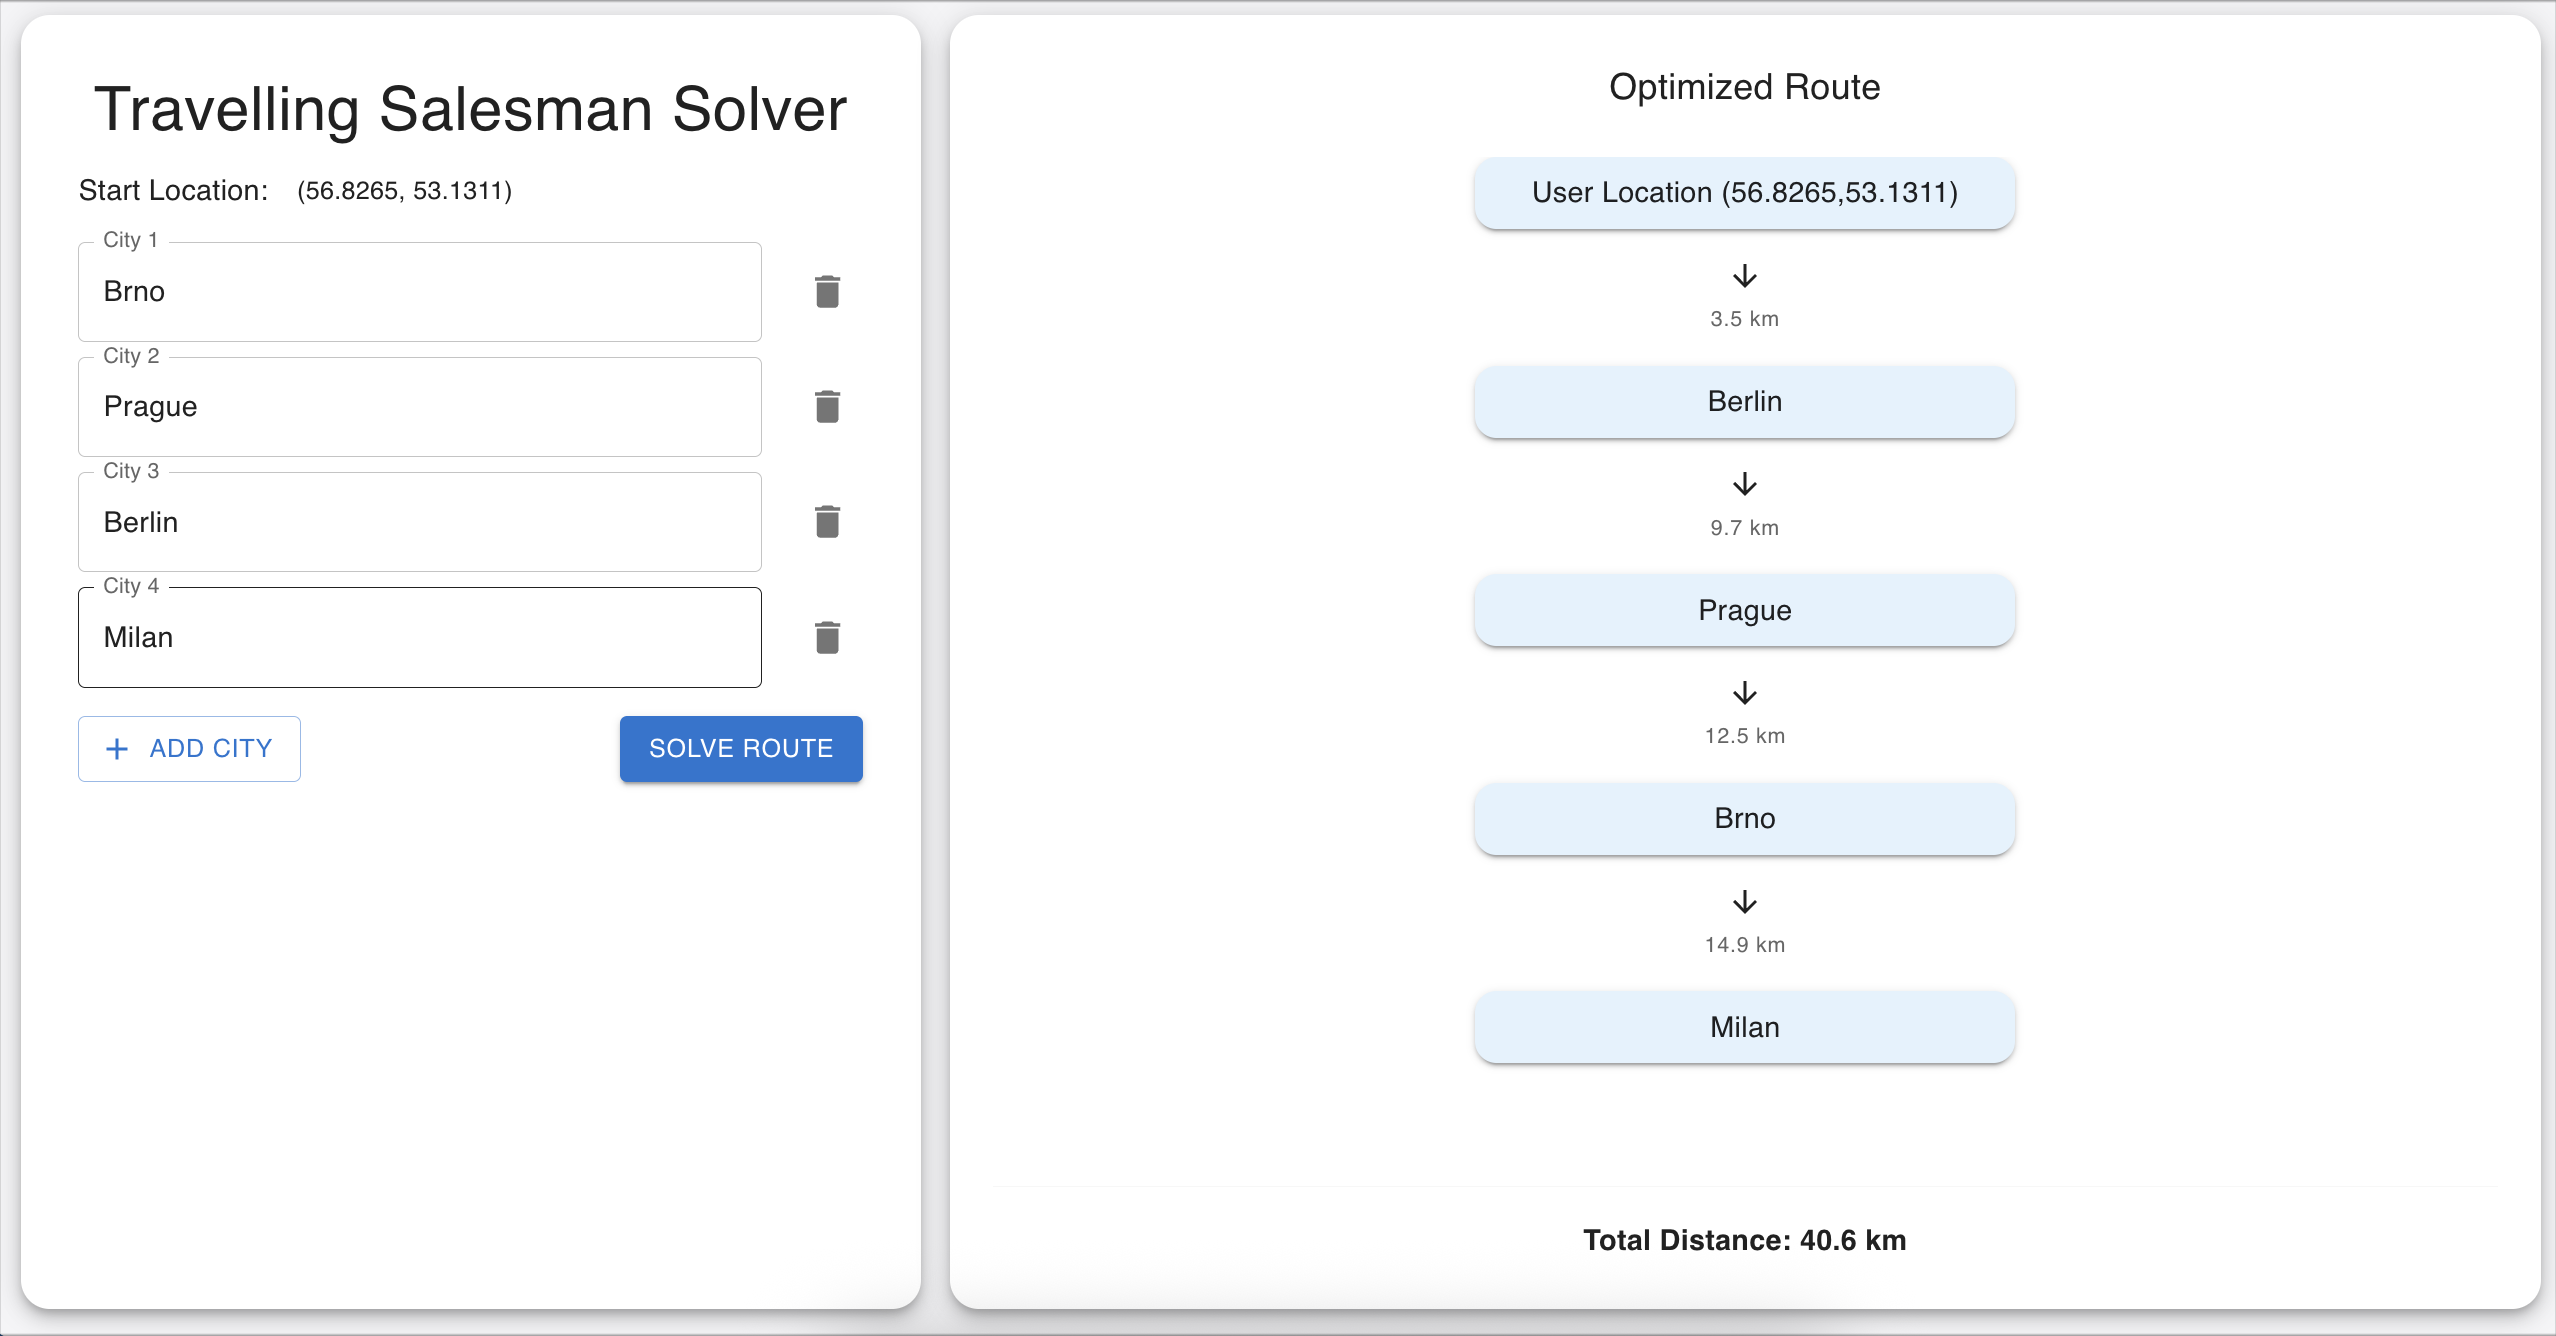 Travelling Salesman Solver
Start Location: (56.8265, 53.1311)
City 1
Brno
City 2
Prague
City 3
Berlin
City 4
Milan
+ ADD CITY
SOLVE ROUTE
Optimized Route
User Location (56.8265,53.1311)
↓
3.5 km
Berlin
↓
9.7 km
Prague
↓
12.5 km
Brno
↓
14.9 km
Milan
Total Distance: 40.6 km